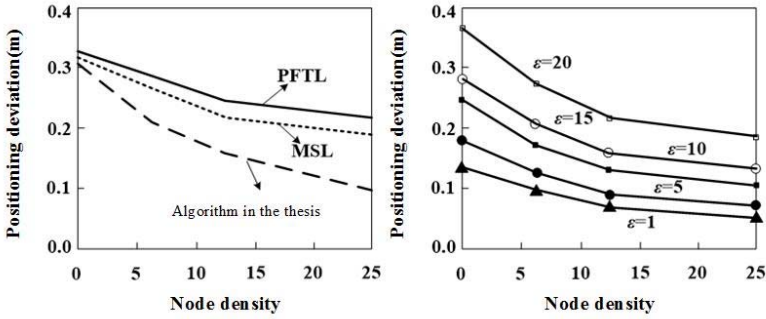 0.4
0.3
0.2
0.1
0.0
Positioning deviation(m)
PFTL
MSL
Algorithm in the thesis
0 5 10 15 20 25
Node density
0.4
0.3
0.2
0.1
0.0
Positioning deviation(m)
ε=20
ε=15
ε=10
ε=5
ε=1
0 5 10 15 20 25
Node density